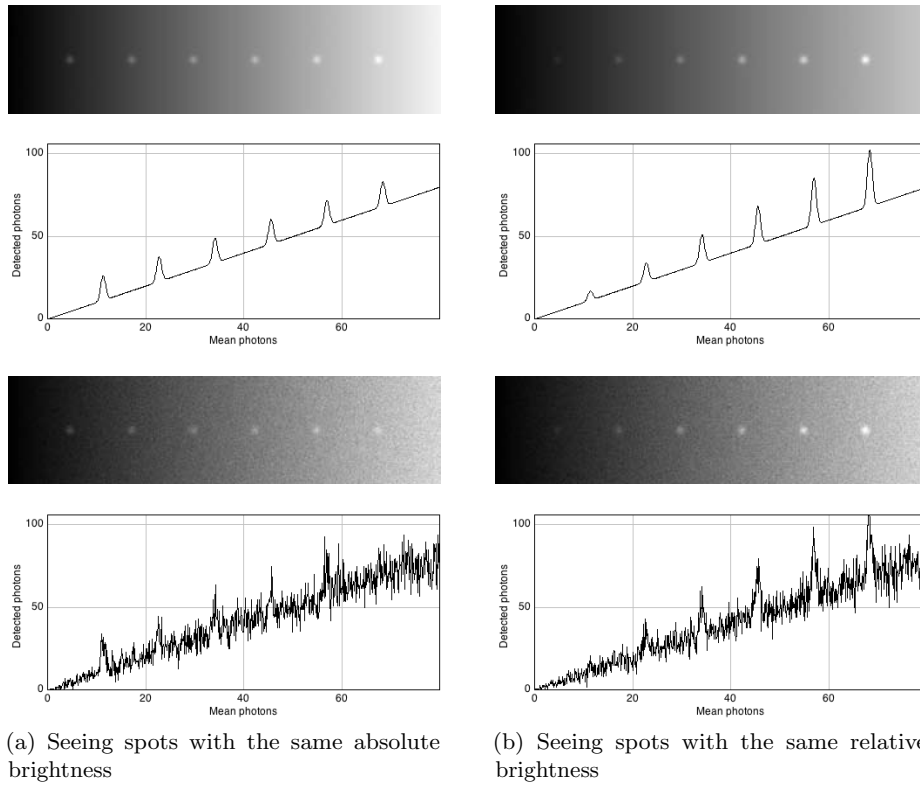 100
50
0
Detected photons
0 20 40 60
Mean photons
100
50
0
Detected photons
0 20 40 60
Mean photons
100
50
0
Detected photons
0 20 40 60
Mean photons
100
50
0
Detected photons
0 20 40 60
Mean photons
(a) Seeing spots with the same absolute
brightness
(b) Seeing spots with the same relative
brightness